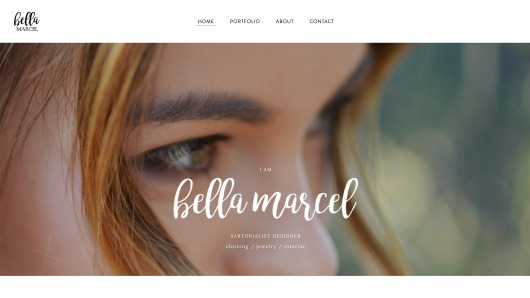 bella
MARCEL
HOME PORTFOLIO ABOUT CONTACT
I AM
bella marcel
SARTORIALIST DESIGNER
clothing / jewelry / interior